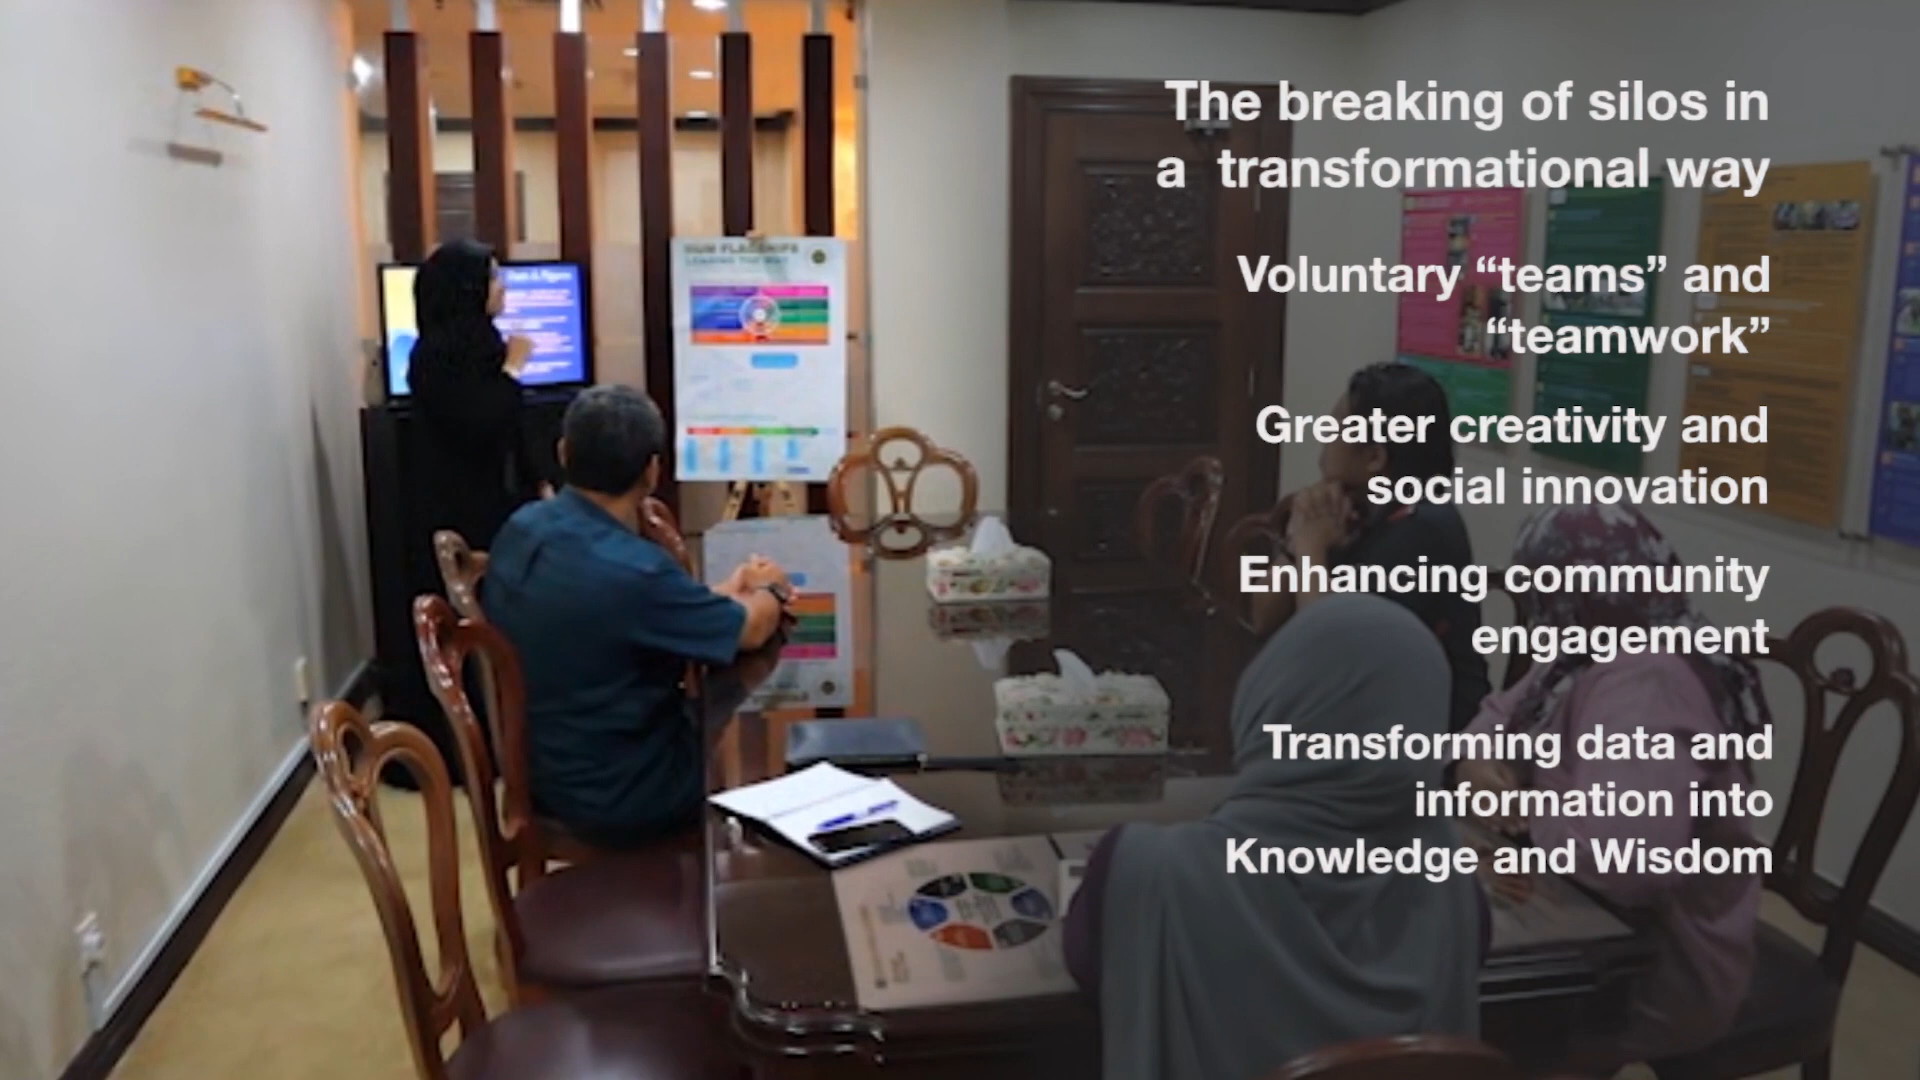 The breaking of silos in
a transformational way
Voluntary “teams” and
“teamwork”
Greater creativity and
social innovation
Enhancing community
engagement
Transforming data and
information into
Knowledge and Wisdom